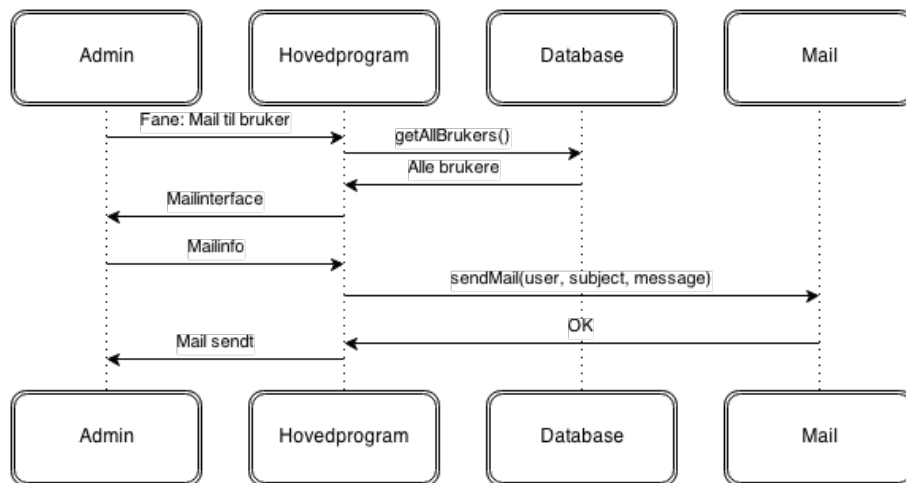 Admin
Hovedprogram
Database
Mail
Fane: Mail til bruker
getAllBrukers()
Alle brukere
Mailinterface
Mailinfo
sendMail(user, subject, message)
OK
Mail sendt
Admin
Hovedprogram
Database
Mail